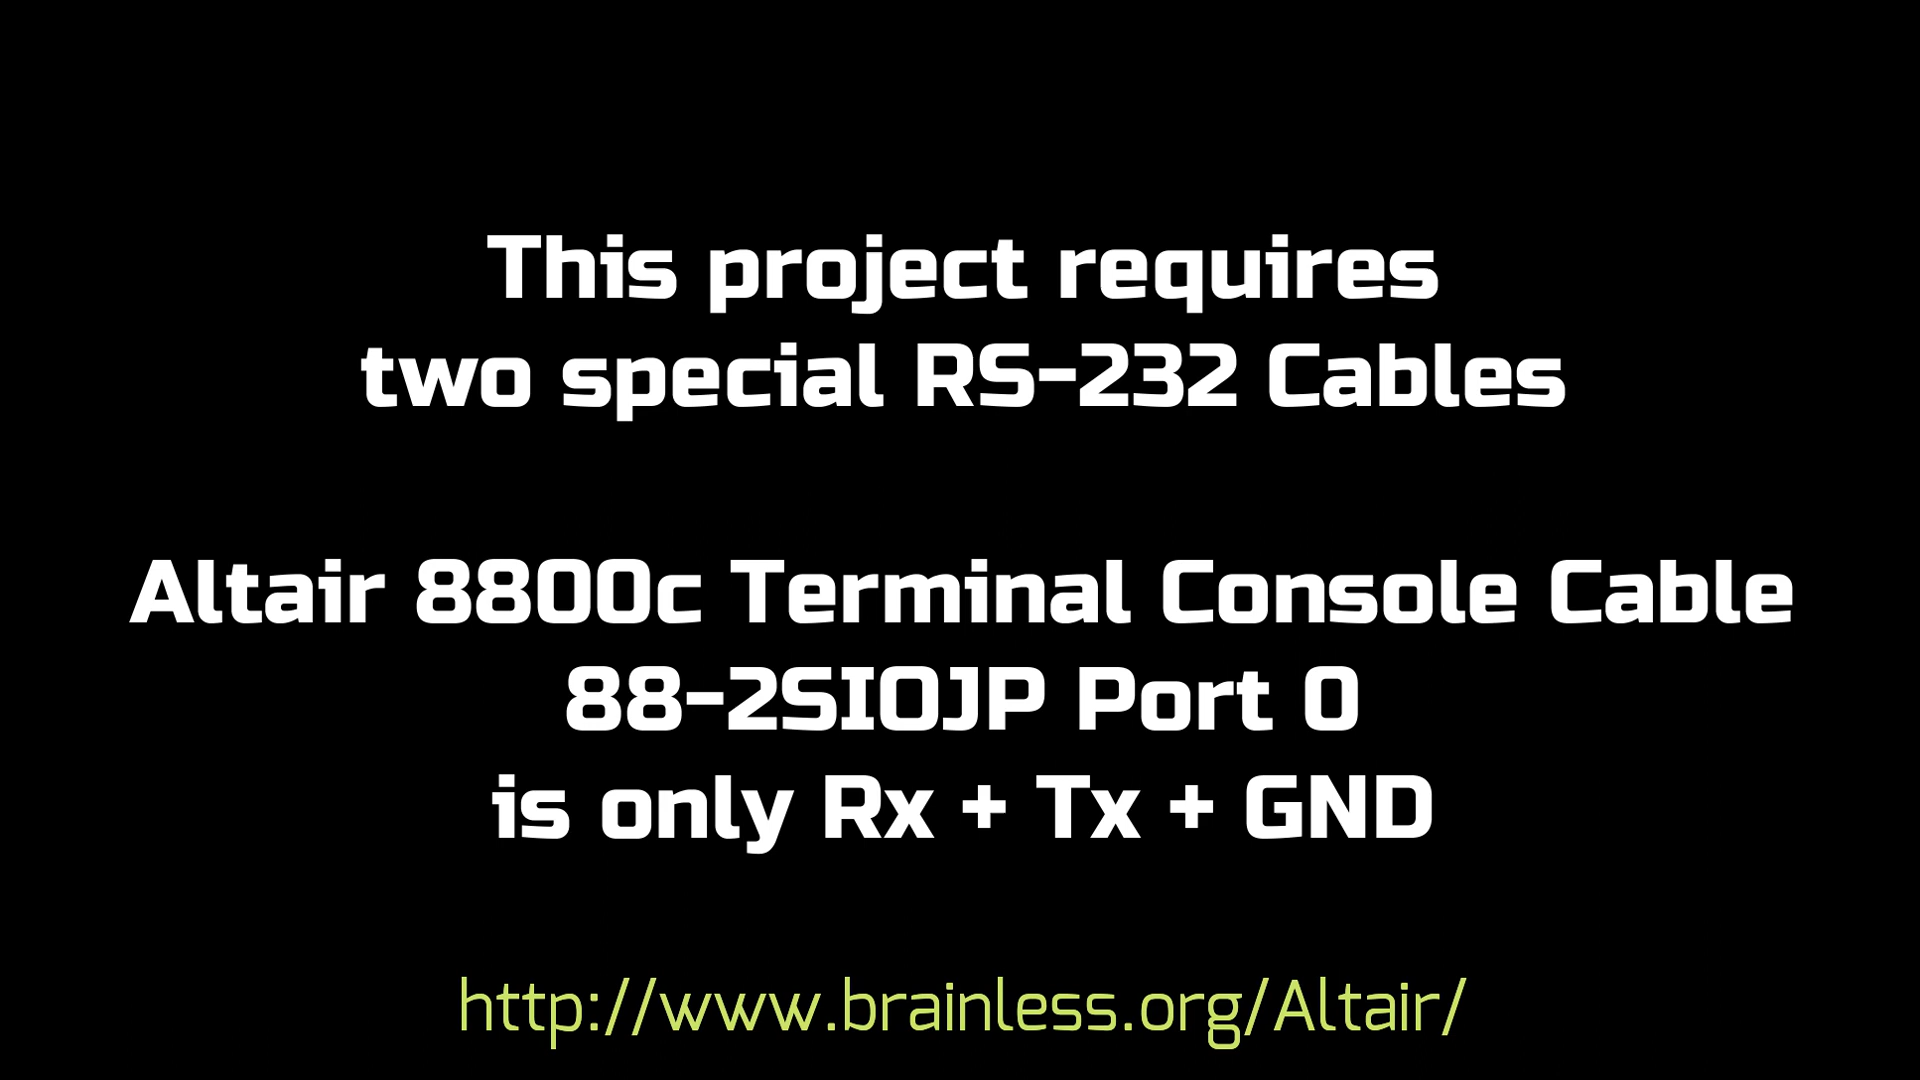 This project requires
two special RS-232 Cables
Altair 8800c Terminal Console Cable
88-2SIOJP Port 0
is only Rx + Tx + GND
http://www.brainless.org/Altair/